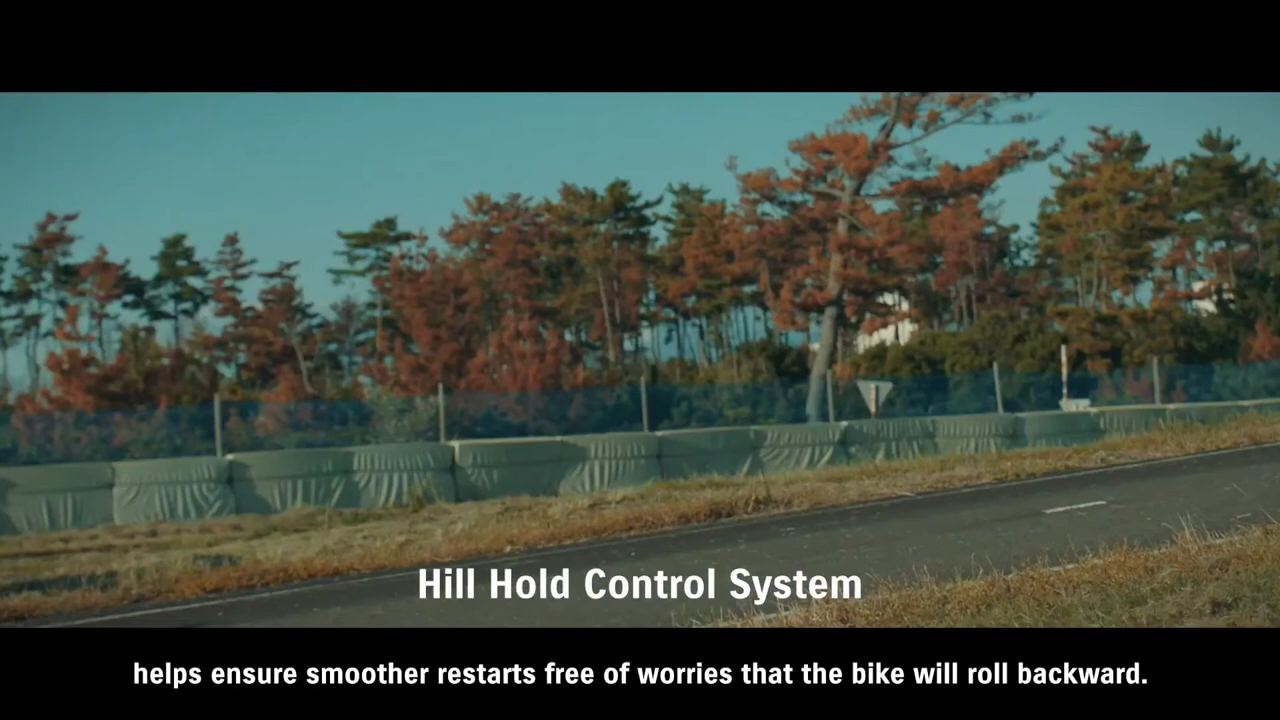 Hill Hold Control System
helps ensure smoother restarts free of worries that the bike will roll backward.